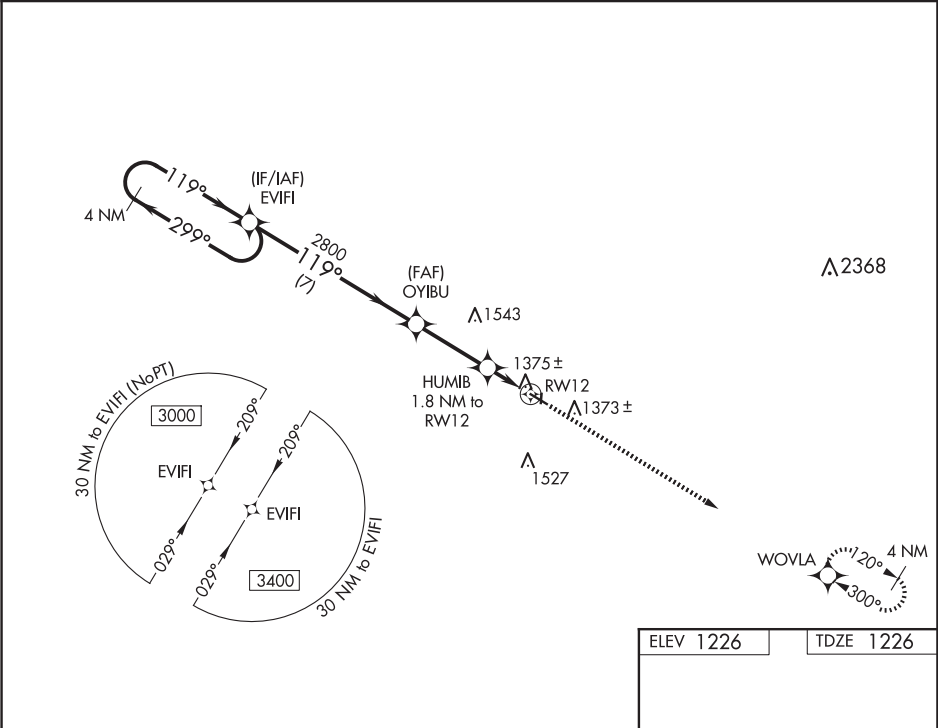 119°
4 NM
299°
(IF/IAF)
EVIFI
2800
119°
(7)
(FAF)
OYIBU
1543
2368
HUMIB
1.8 NM to
RW12
1375 ±
RW12
1373 ±
1527
30 NM to EVIFI (NoPT)
3000
209°
EVIFI
029°
209°
EVIFI
029°
3400
30 NM to EVIFI
WOVLA
120°
4 NM
300°
ELEV 1226
TDZE 1226